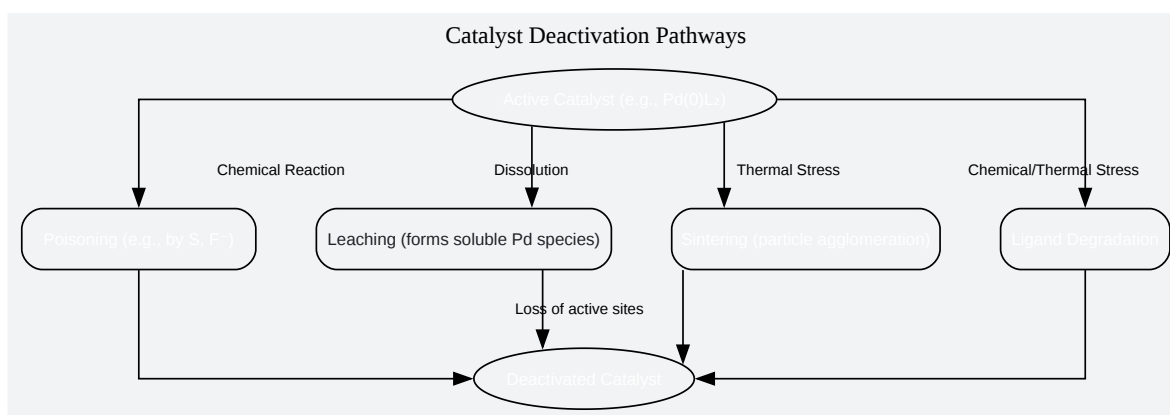 Catalyst Deactivation Pathways
Active Catalyst (e.g., Pd(0)L₂)
Chemical Reaction
Dissolution
Thermal Stress
Chemical/Thermal Stress
Poisoning (e.g., by S, F⁻)
Leaching (forms soluble Pd species)
Sintering (particle agglomeration)
Ligand Degradation
Loss of active sites
Deactivated Catalyst